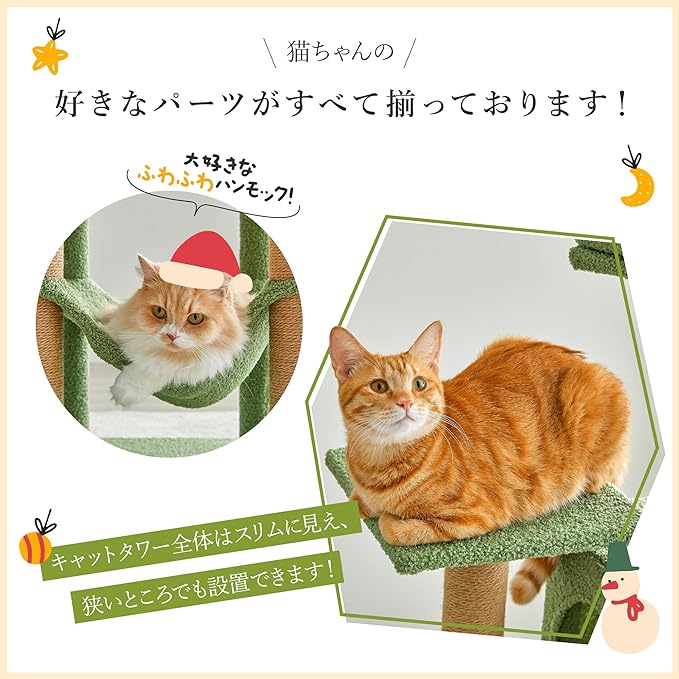 猫ちゃんの
好きなパーツがすべて揃っております！
大好きな
ふわふわハンモック！
キャットタワー全体はスリムに見え、
狭いところでも設置できます！